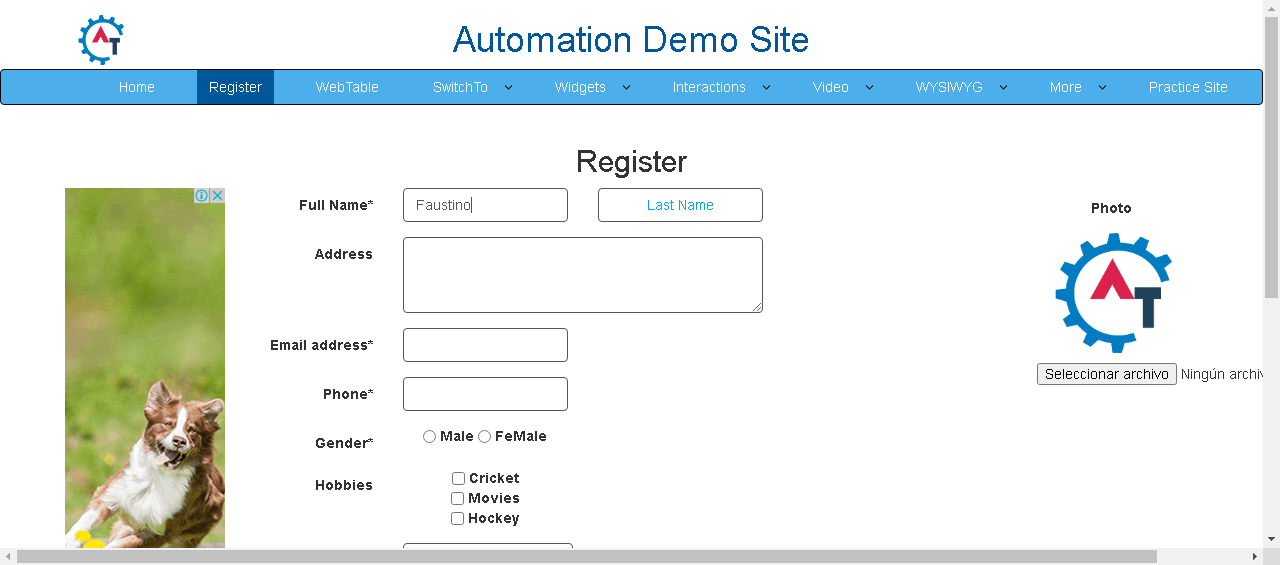 Automation Demo Site
Home Register WebTable SwitchTo Widgets Interactions Video WYSIWYG More Practice Site
Register
Full Name* Faustino Last Name
Photo
Address
Email address*
Seleccionar archivo Ningún archiv
Phone*
Gender* Male FeMale
Hobbies Cricket
Movies
Hockey